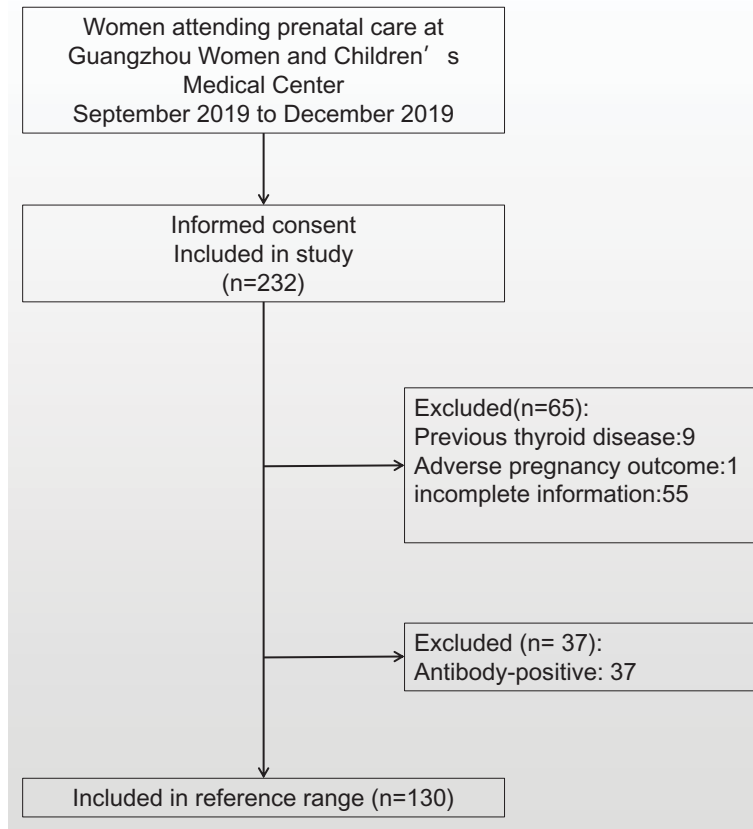 Women attending prenatal care at
Guangzhou Women and Children’ s
Medical Center
September 2019 to December 2019
Informed consent
Included in study
(n=232)
Excluded(n=65):
Previous thyroid disease:9
Adverse pregnancy outcome:1
incomplete information:55
Excluded (n= 37):
Antibody-positive: 37
Included in reference range (n=130)